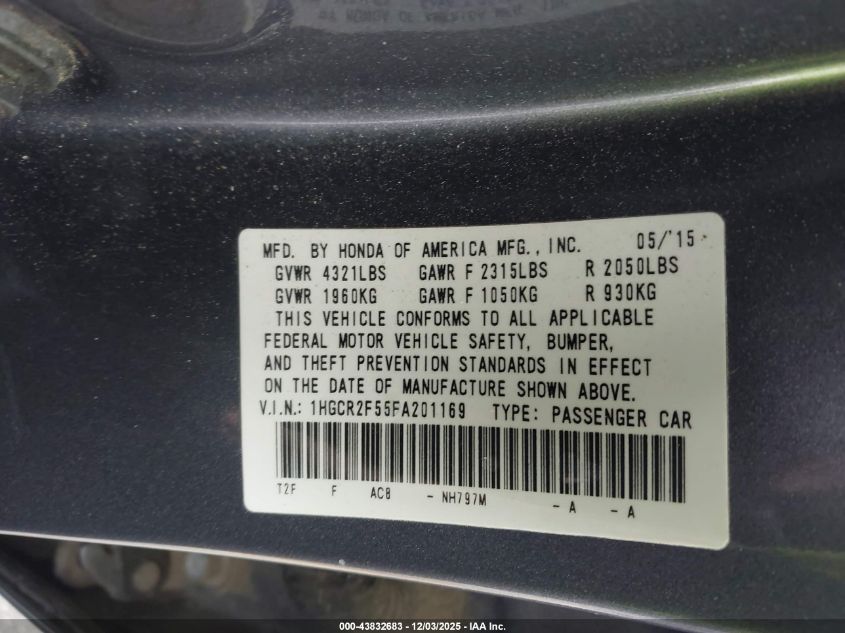 MFD. BY HONDA OF AMERICA MFG., INC. 05/'15
GVWR 4321LBS GAWR F 2315LBS R 2050LBS
GVWR 1960KG GAWR F 1050KG R 930KG
THIS VEHICLE CONFORMS TO ALL APPLICABLE
FEDERAL MOTOR VEHICLE SAFETY, BUMPER,
AND THEFT PREVENTION STANDARDS IN EFFECT
ON THE DATE OF MANUFACTURE SHOWN ABOVE.
V.I.N.: 1HGCR2F55FA201169 TYPE: PASSENGER CAR
T2F F AC8 - NH797M - A - A
000-43832683 - 12/03/2025 - IAA Inc.